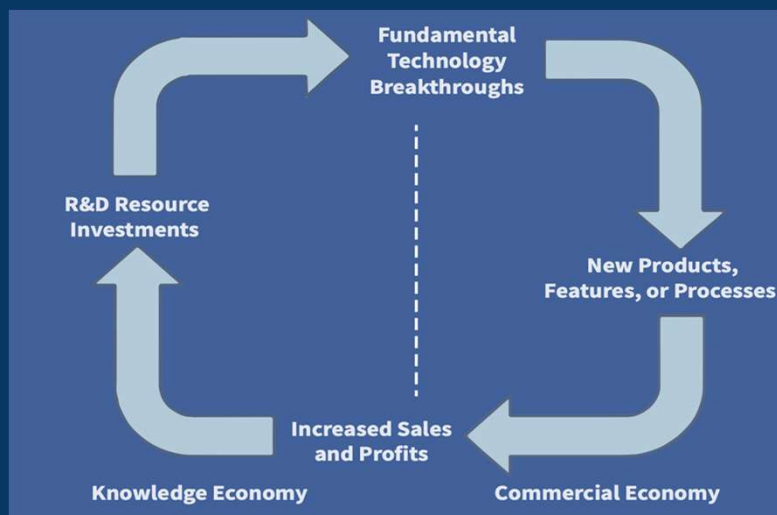 Fundamental
Technology
Breakthroughs
R&D Resource
Investments
New Products,
Features, or Processes
Increased Sales
and Profits
Knowledge Economy
Commercial Economy